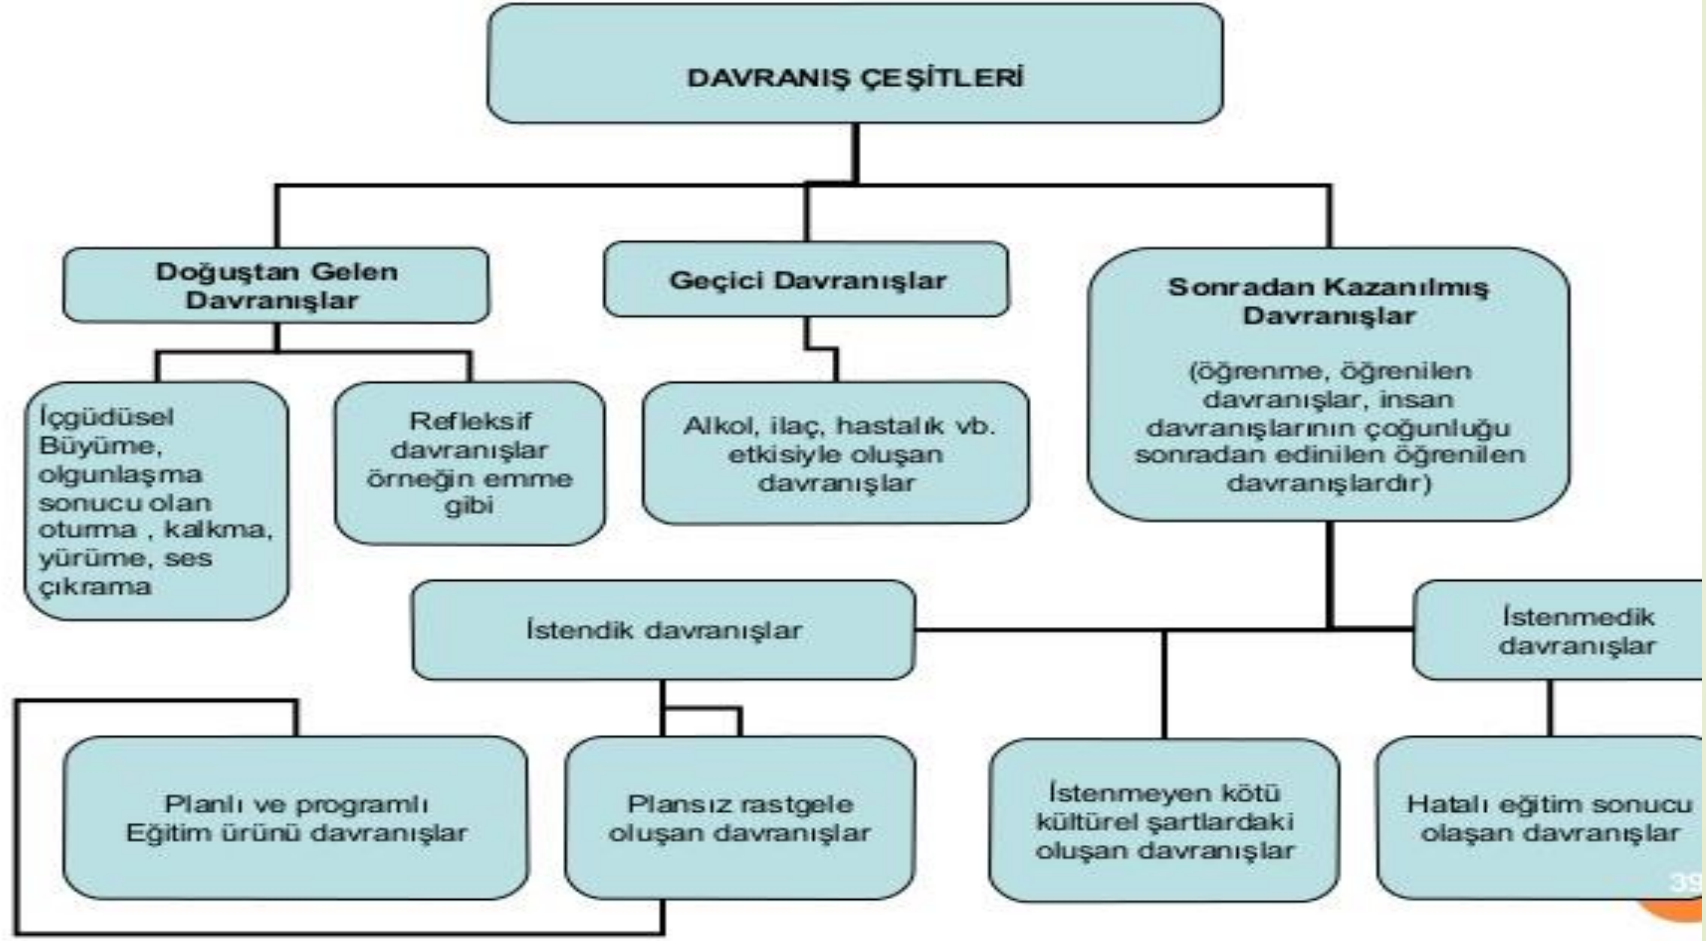 DAVRANIŞ ÇEŞİTLERİ
Doğuştan Gelen
Davranışlar
Geçici Davranışlar
Sonradan Kazanılmış
Davranışlar
(öğrenme, öğrenilen
davranışlar, insan
davranışlarının çoğunluğu
sonradan edinilen öğrenilen
davranışlardır)
İçgüdüsel
Büyüme,
olgunlaşma
sonucu olan
oturma , kalkma,
yürüme, ses
çıkrama
Refleksif
davranışlar
örneğin emme
gibi
Alkol, ilaç, hastalık vb.
etkisiyle oluşan
davranışlar
İstendik davranışlar
İstenmedik
davranışlar
Planlı ve programlı
Eğitim ürünü davranışlar
Plansız rastgele
oluşan davranışlar
İstenmeyen kötü
kültürel şartlardaki
oluşan davranışlar
Hatalı eğitim sonucu
olaşan davranışlar
39